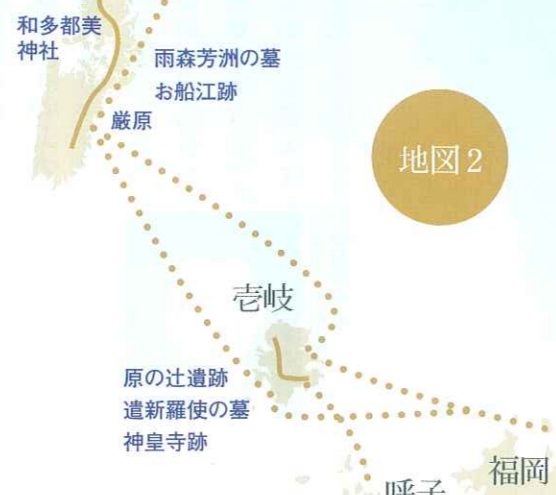 和多都美
神社
雨森芳洲の墓
お船江跡
厳原
地図2
壱岐
原の辻遺跡
遣新羅使の墓
神皇寺跡
福岡
呼子